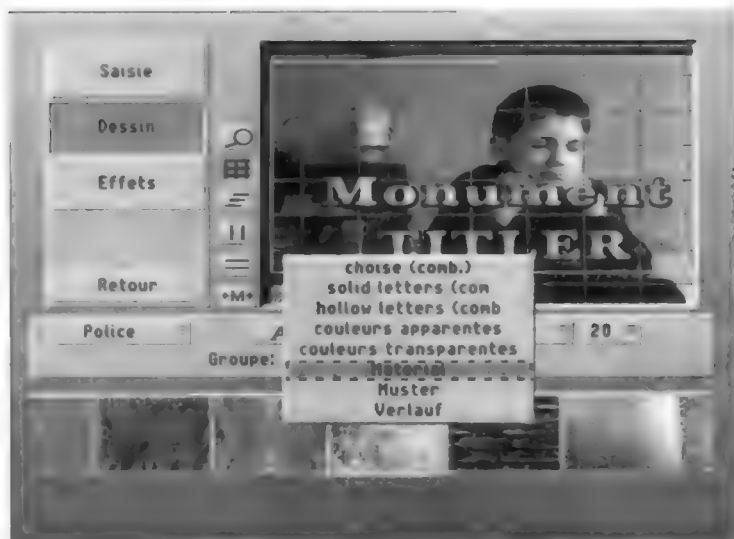 Saisie
Dessin
Effets
Retour
•M•
Monument
TITLER
Police
A
20
Groupe:
choise (comb.)
solid letters (com
hollow letters (comb
couleurs apparentes
couleurs transparentes
Material
Muster
Verlauf